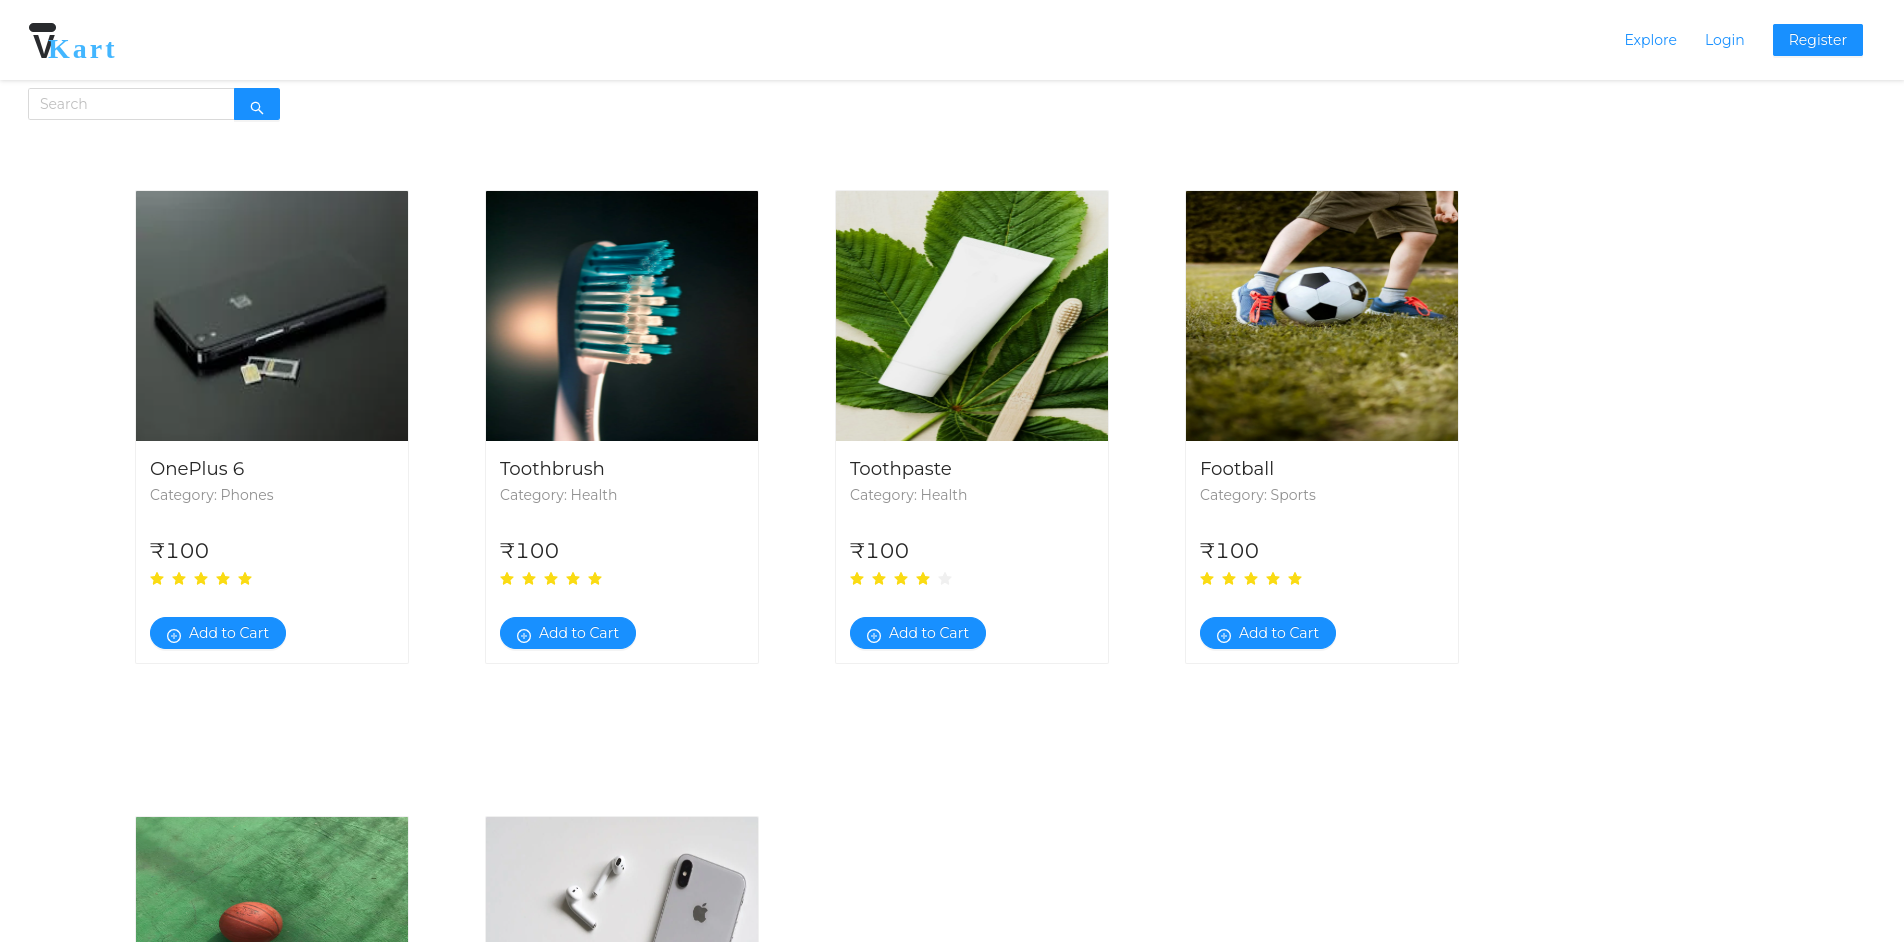 VKart
Explore
Login
Register
Search
OnePlus 6
Category: Phones
₹100
Add to Cart
Toothbrush
Category: Health
₹100
Add to Cart
Toothpaste
Category: Health
₹100
Add to Cart
Football
Category: Sports
₹100
Add to Cart